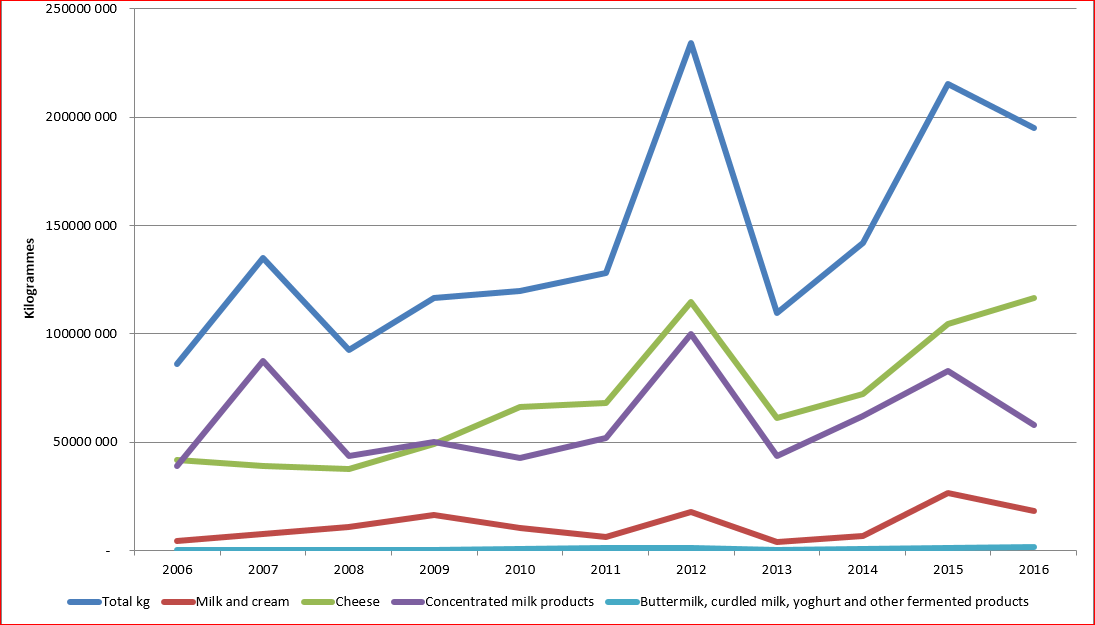 250000 000
200000 000
150000 000
100000 000
50000 000
-
Kilogrammes
2006 2007 2008 2009 2010 2011 2012 2013 2014 2015 2016
Total kg Milk and cream Cheese Concentrated milk products Buttermilk, curdled milk, yoghurt and other fermented products